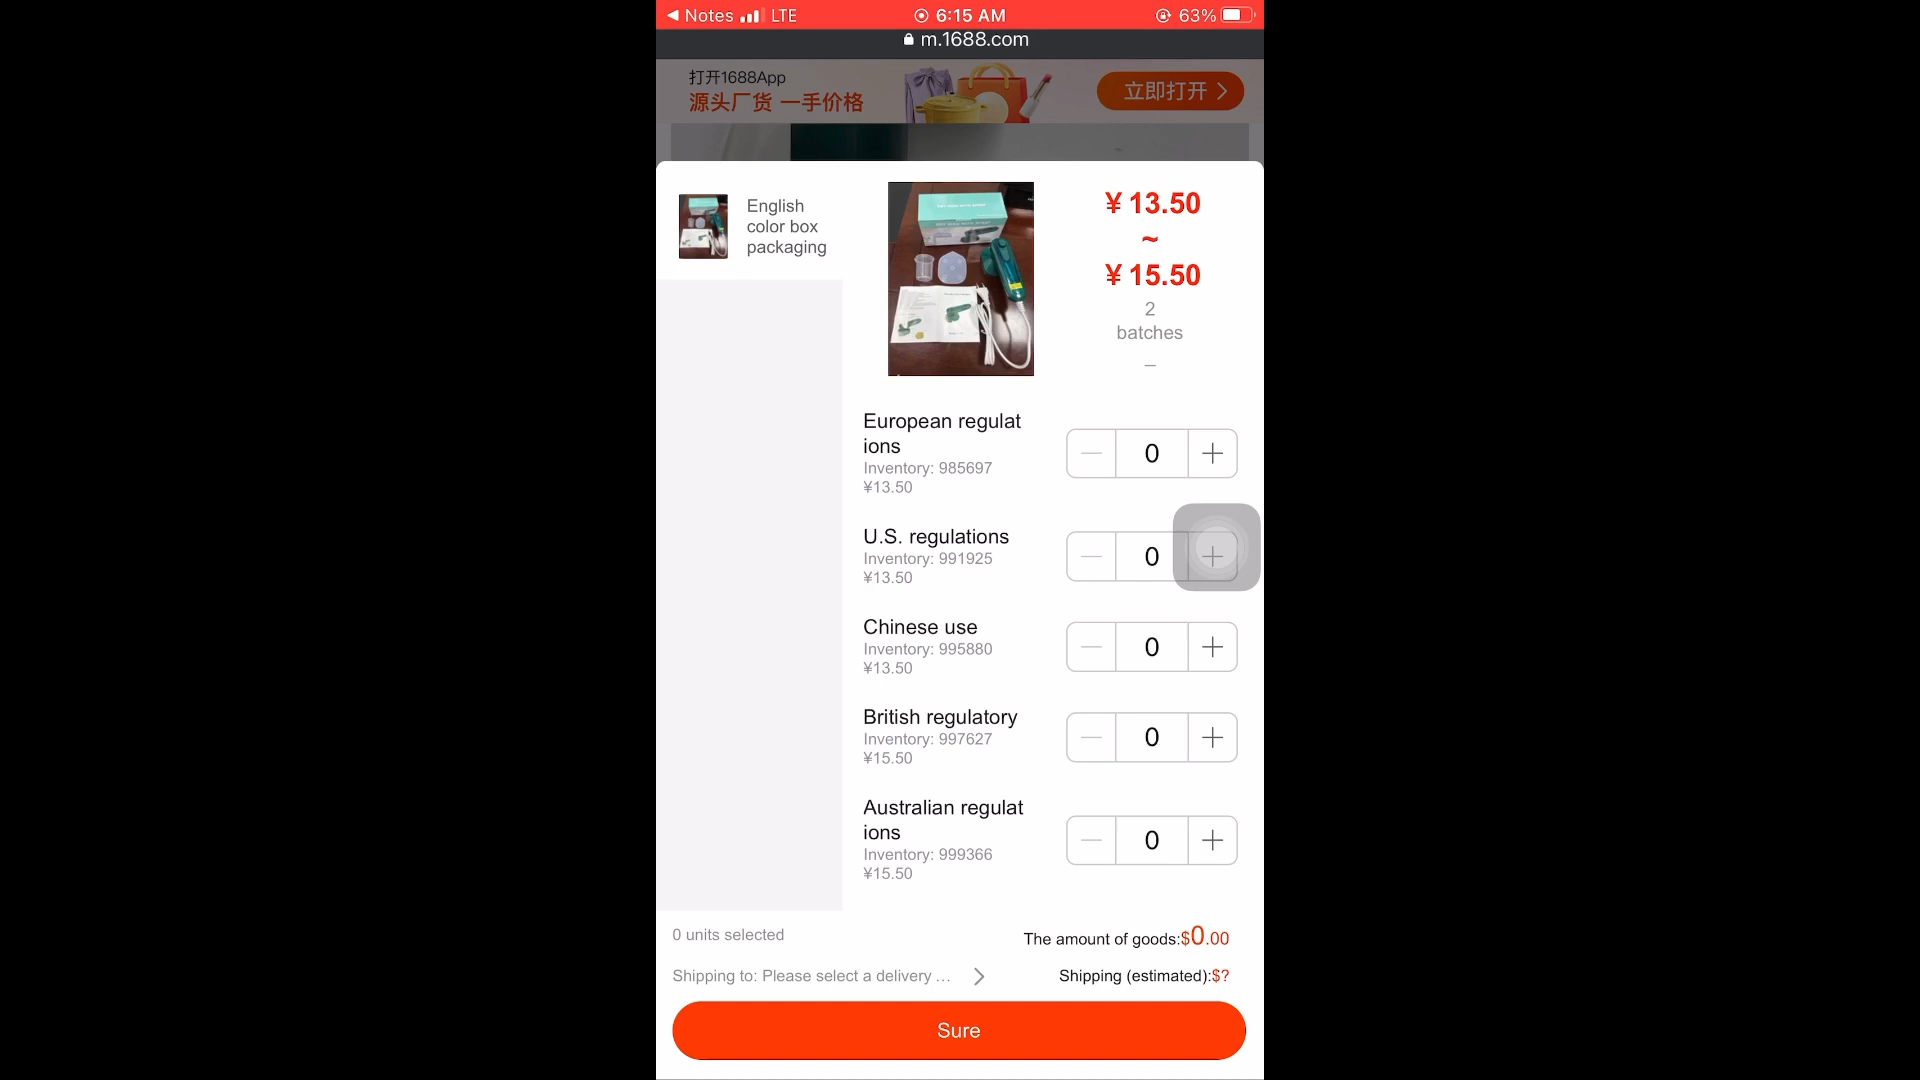 Notes LTE 6:15 AM 63%
m.1688.com
打开1688App
源头厂货 一手价格
立即打开
English
color box
packaging
¥ 13.50
~
¥ 15.50
2
batches
–
European regulat
ions
Inventory: 985697
¥13.50
0
U.S. regulations
Inventory: 991925
¥13.50
0
Chinese use
Inventory: 995880
¥13.50
0
British regulatory
Inventory: 997627
¥15.50
0
Australian regulat
ions
Inventory: 999366
¥15.50
0
0 units selected
The amount of goods:$0.00
Shipping to: Please select a delivery ...
Shipping (estimated):$?
Sure